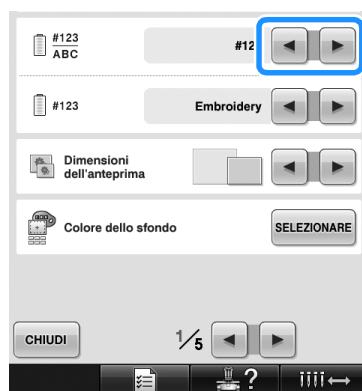 #123
ABC
#12
#123
Embroidery
Dimensioni
dell'anteprima
Colore dello sfondo
SELEZIONARE
CHIUDI
1/5
?